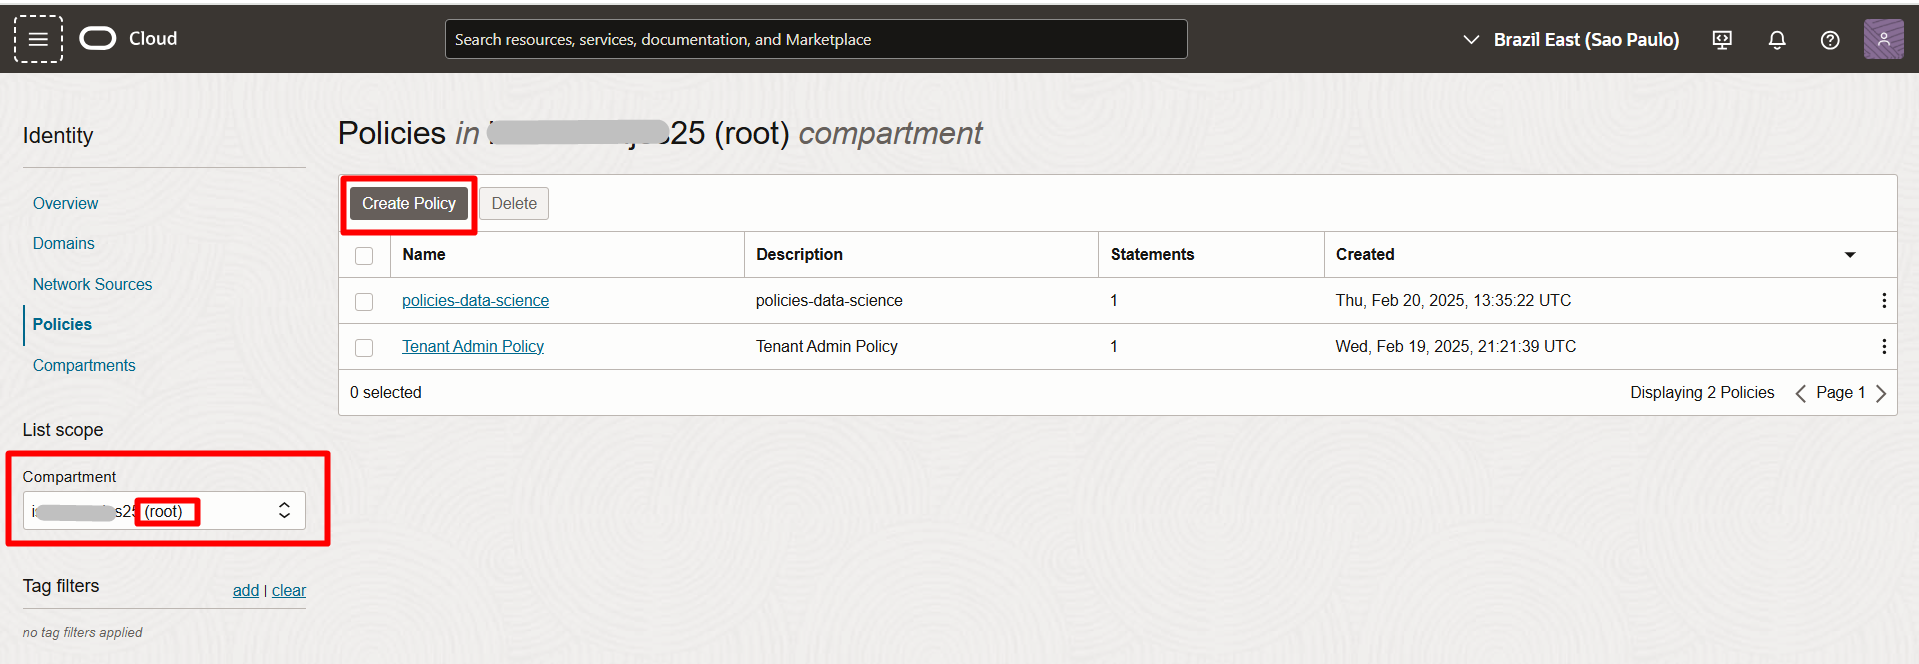 Cloud
Search resources, services, documentation, and Marketplace
Brazil East (Sao Paulo)
Identity
Overview
Domains
Network Sources
Policies
Compartments
List scope
Compartment
(root)
Tag filters
add | clear
no tag filters applied
Policies in 25 (root) compartment
Create Policy
Delete
Name Description Statements Created
policies-data-science policies-data-science 1 Thu, Feb 20, 2025, 13:35:22 UTC
Tenant Admin Policy Tenant Admin Policy 1 Wed, Feb 19, 2025, 21:21:39 UTC
0 selected
Displaying 2 Policies Page 1